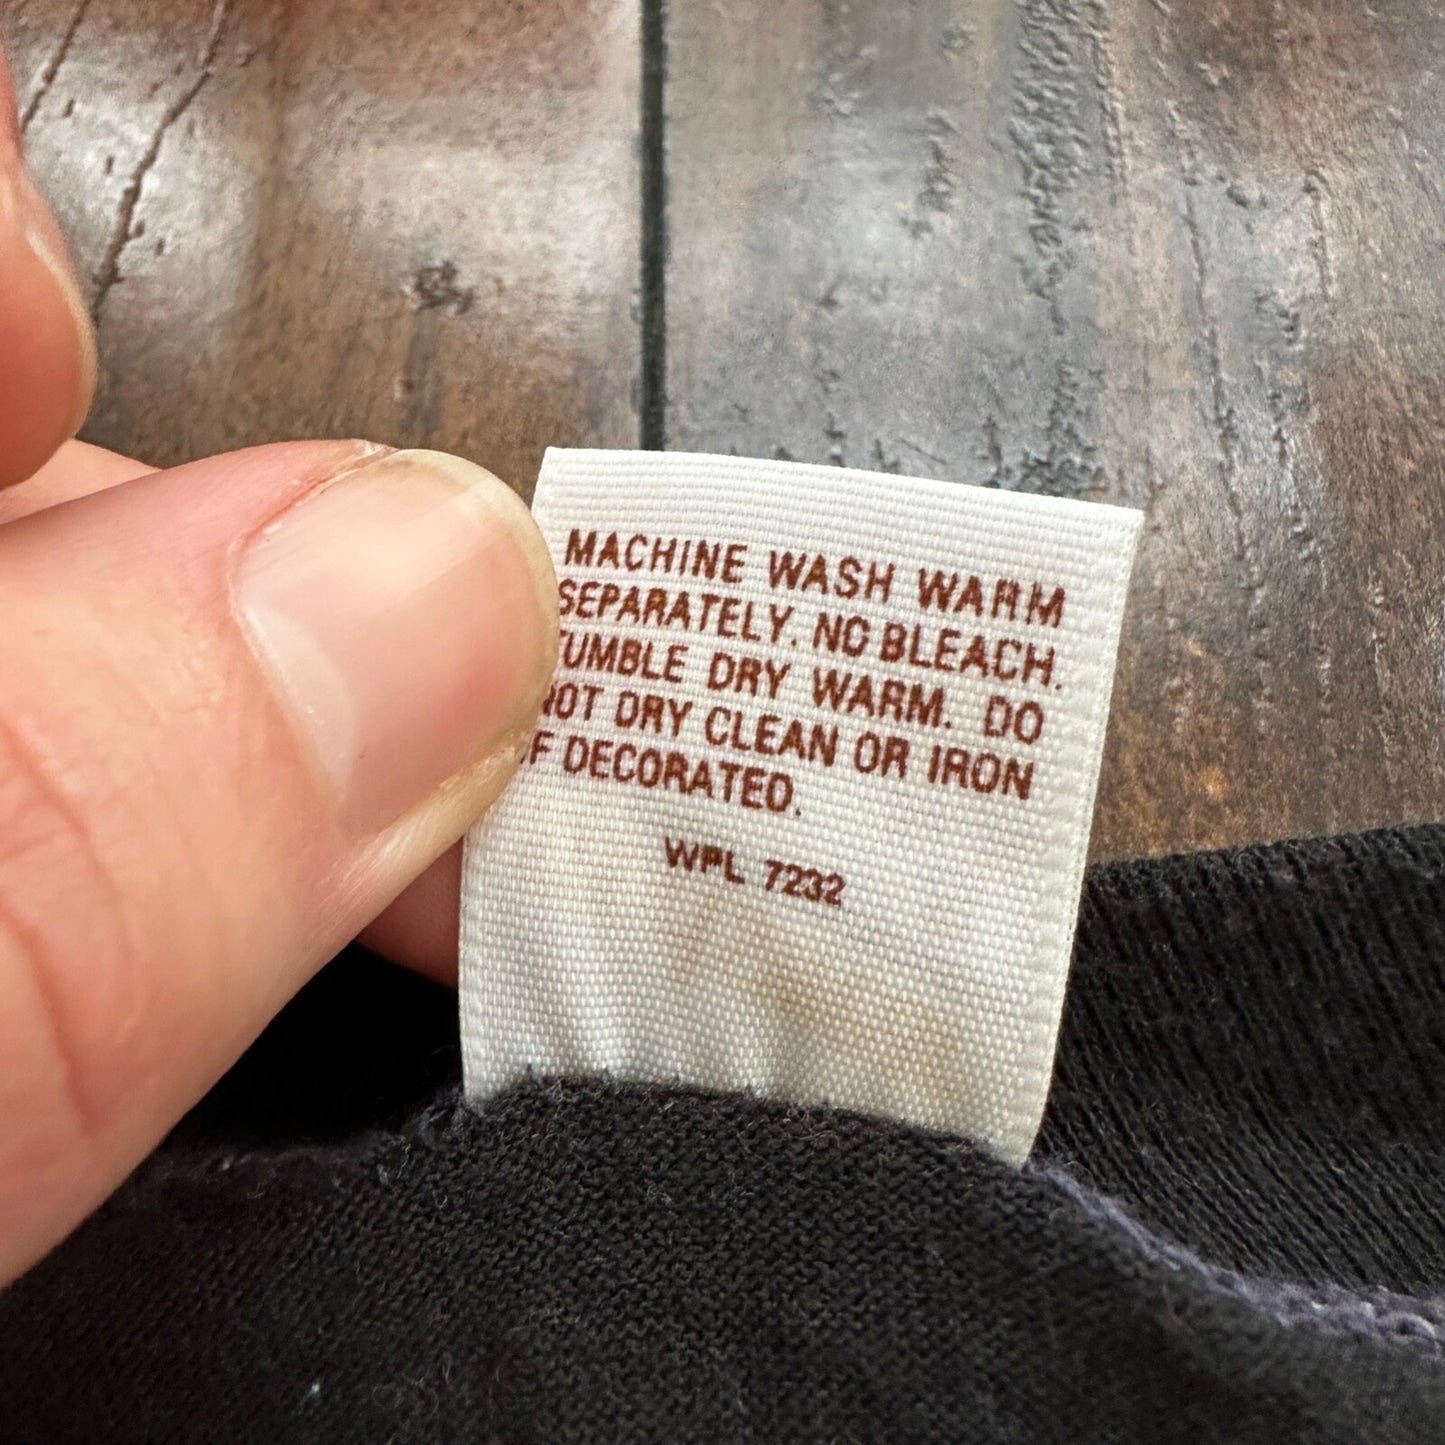 MACHINE WASH WARM
SEPARATELY. NO BLEACH.
TUMBLE DRY WARM. DO
NOT DRY CLEAN OR IRON
IF DECORATED.
WPL 7232